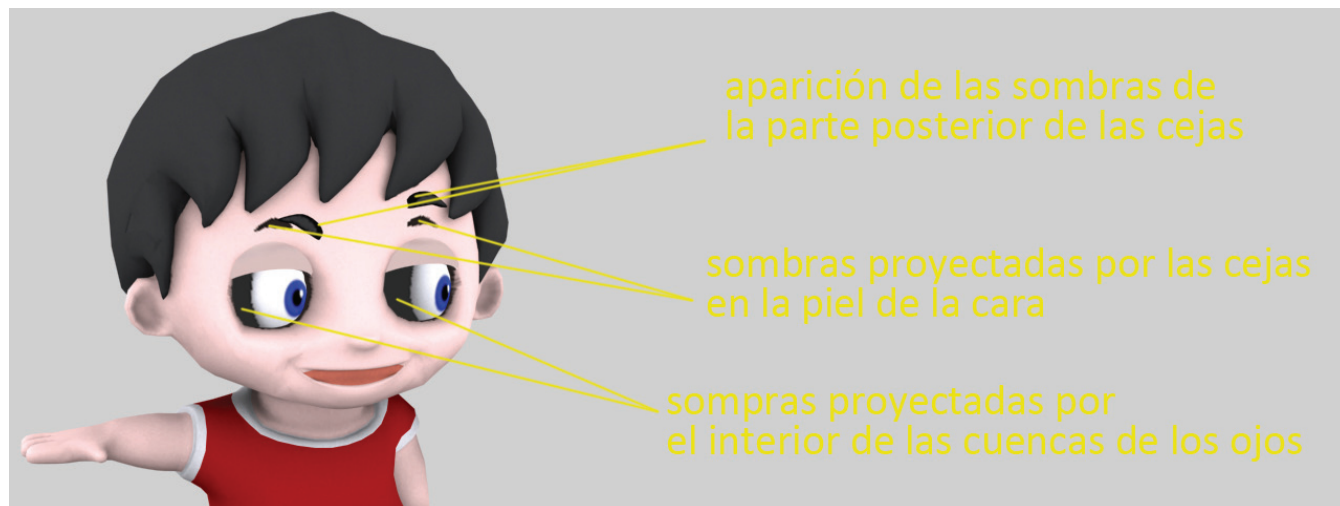 aparición de las sombras de
la parte posterior de las cejas
sombras proyectadas por las cejas
en la piel de la cara
sompras proyectadas por
el interior de las cuencas de los ojos